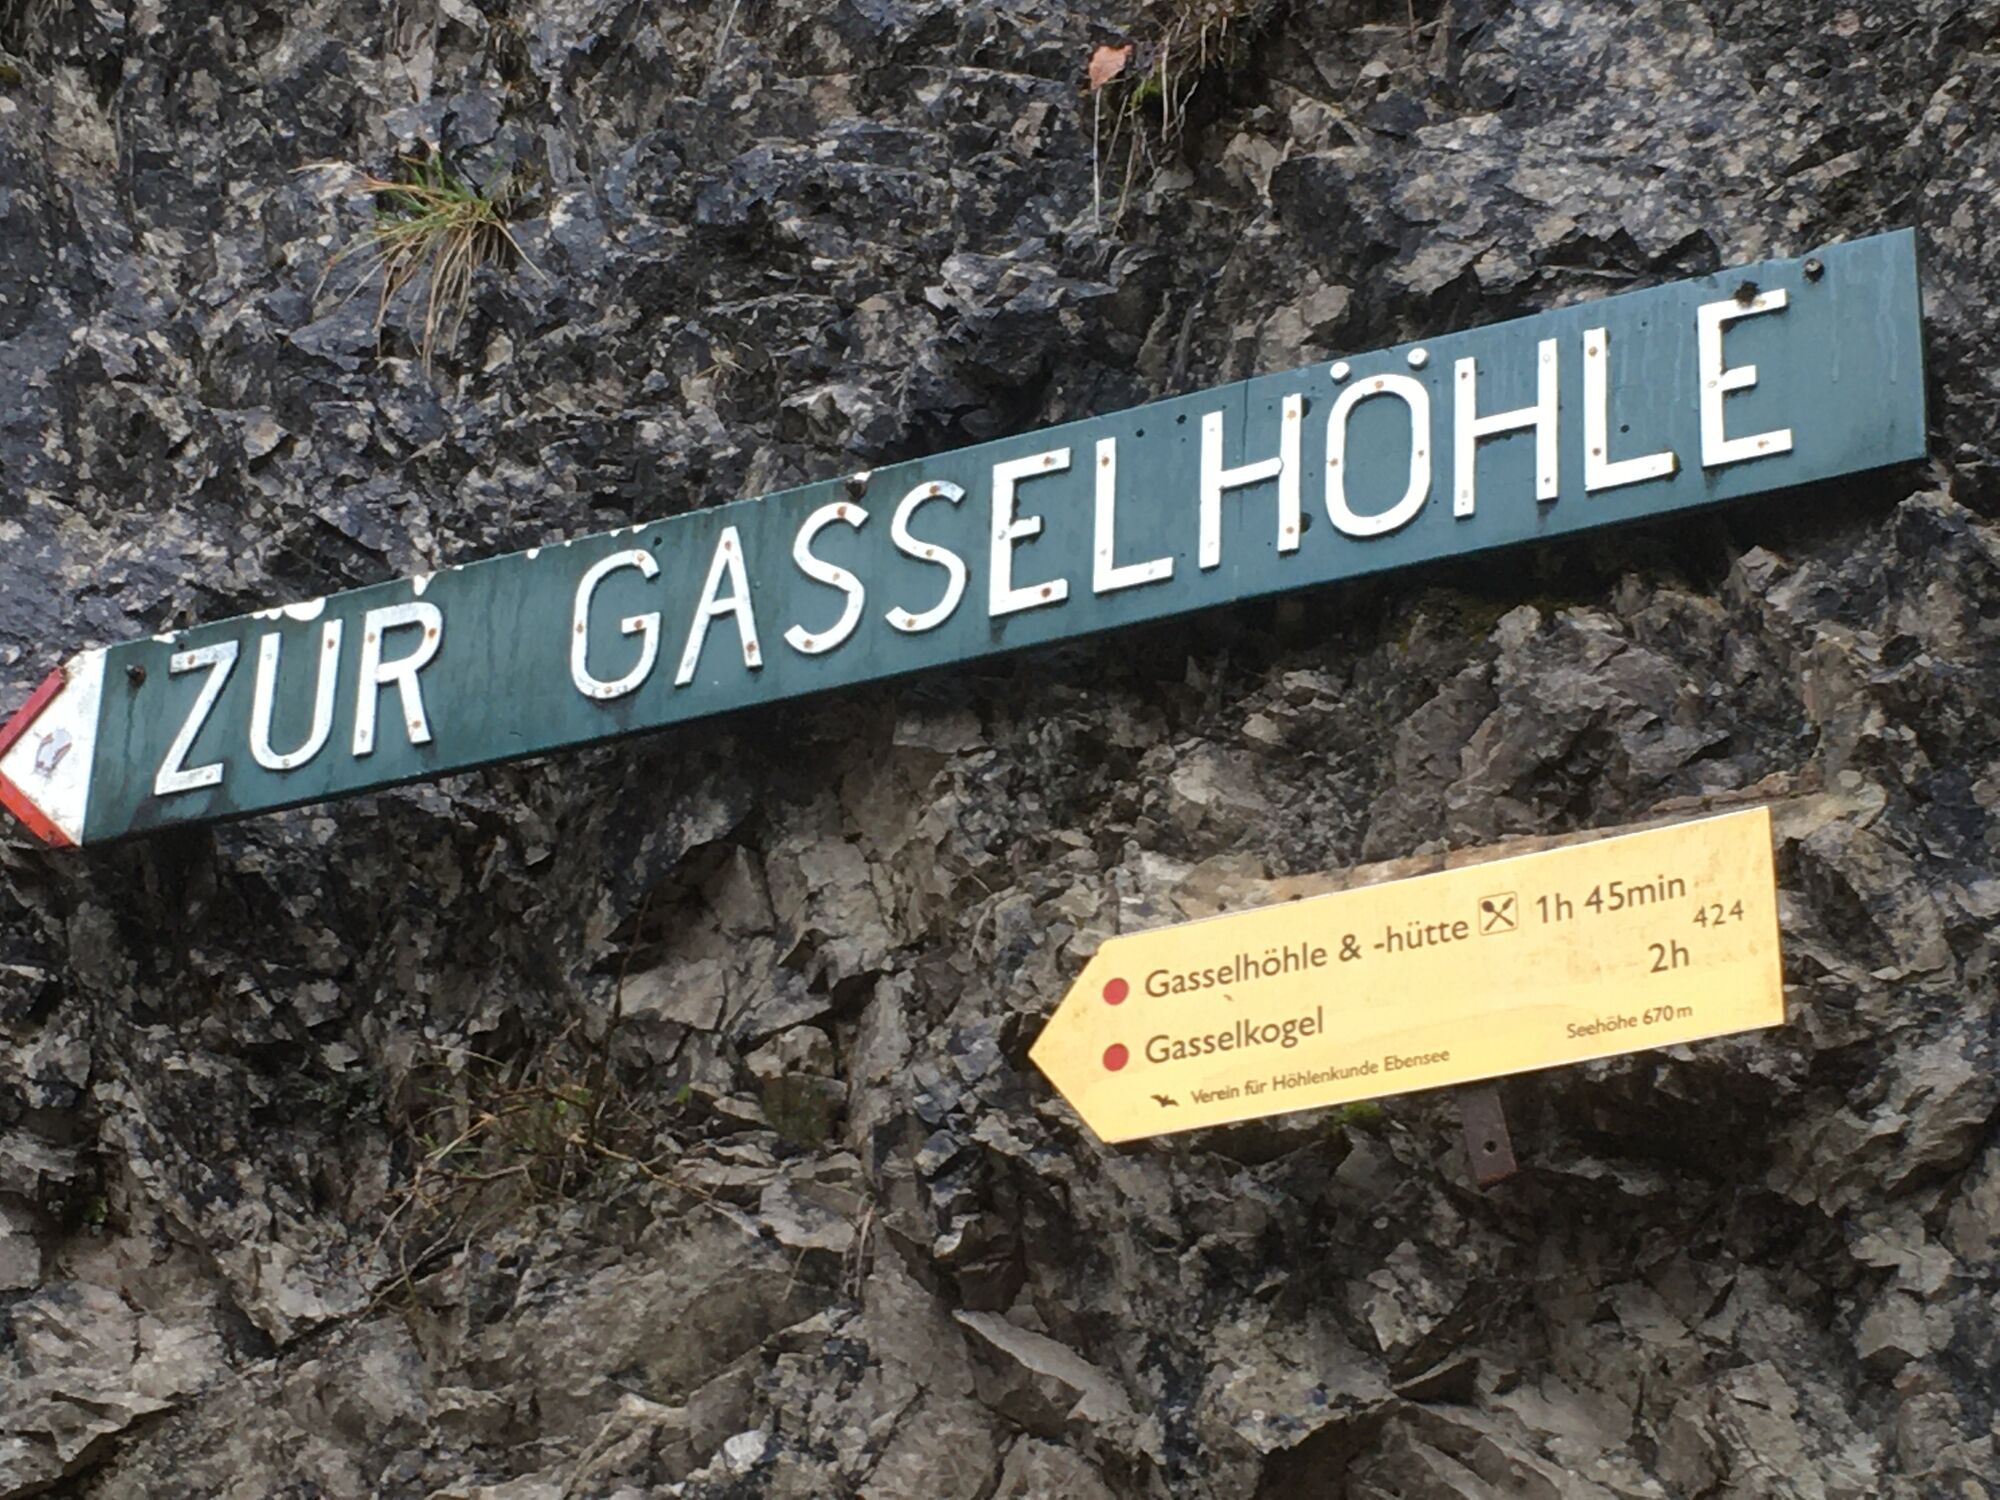 ZUR GASSELHÖHLE
Gasselhöhle & -hütte 1h 45min
424
Gasselkogel 2h
Verein für Höhlenkunde Ebensee Seehöhe 670 m